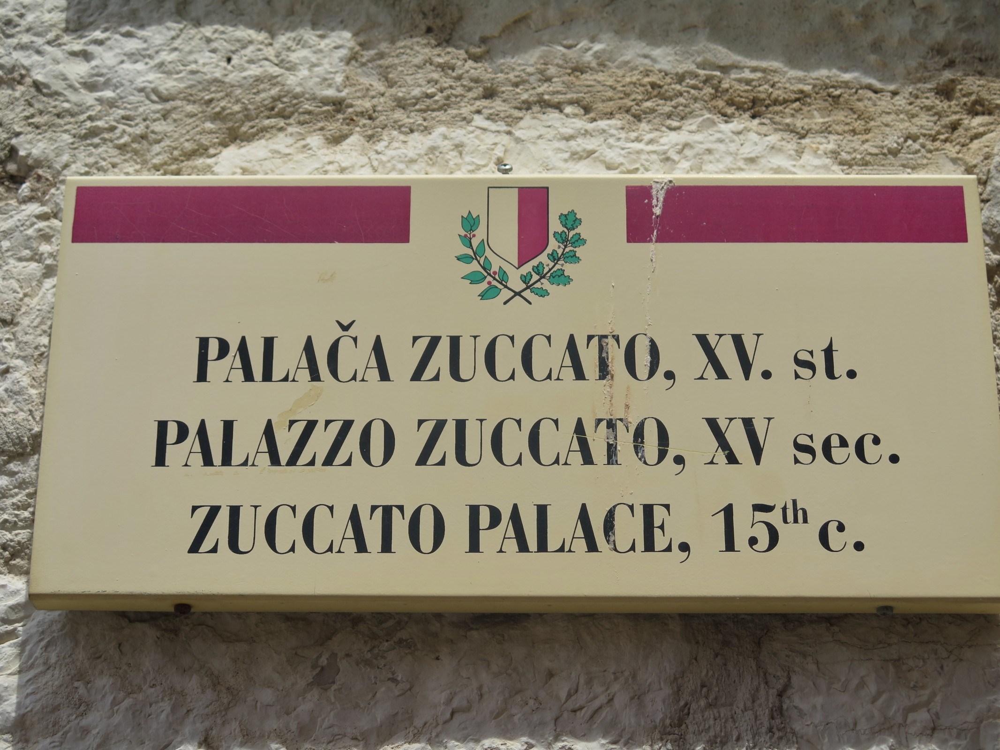 PALAČA ZUCCATO, XV. st.
PALAZZO ZUCCATO, XV sec.
ZUCCATO PALACE, 15th c.